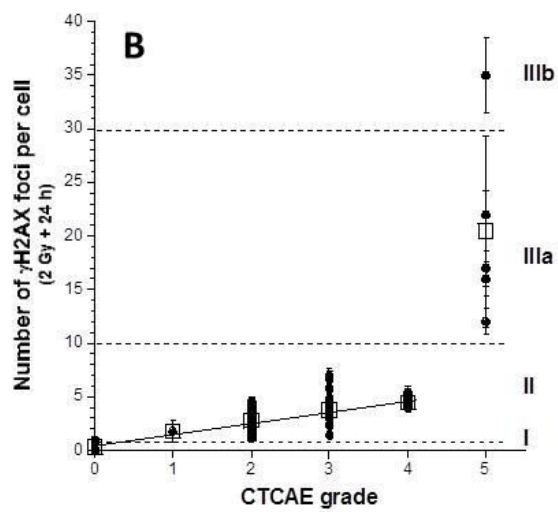 B
Number of γH2AX foci per cell
(2 Gy + 24 h)
40
35
30
25
20
15
10
5
0
IIIb
IIIa
II
I
0 1 2 3 4 5
CTCAE grade